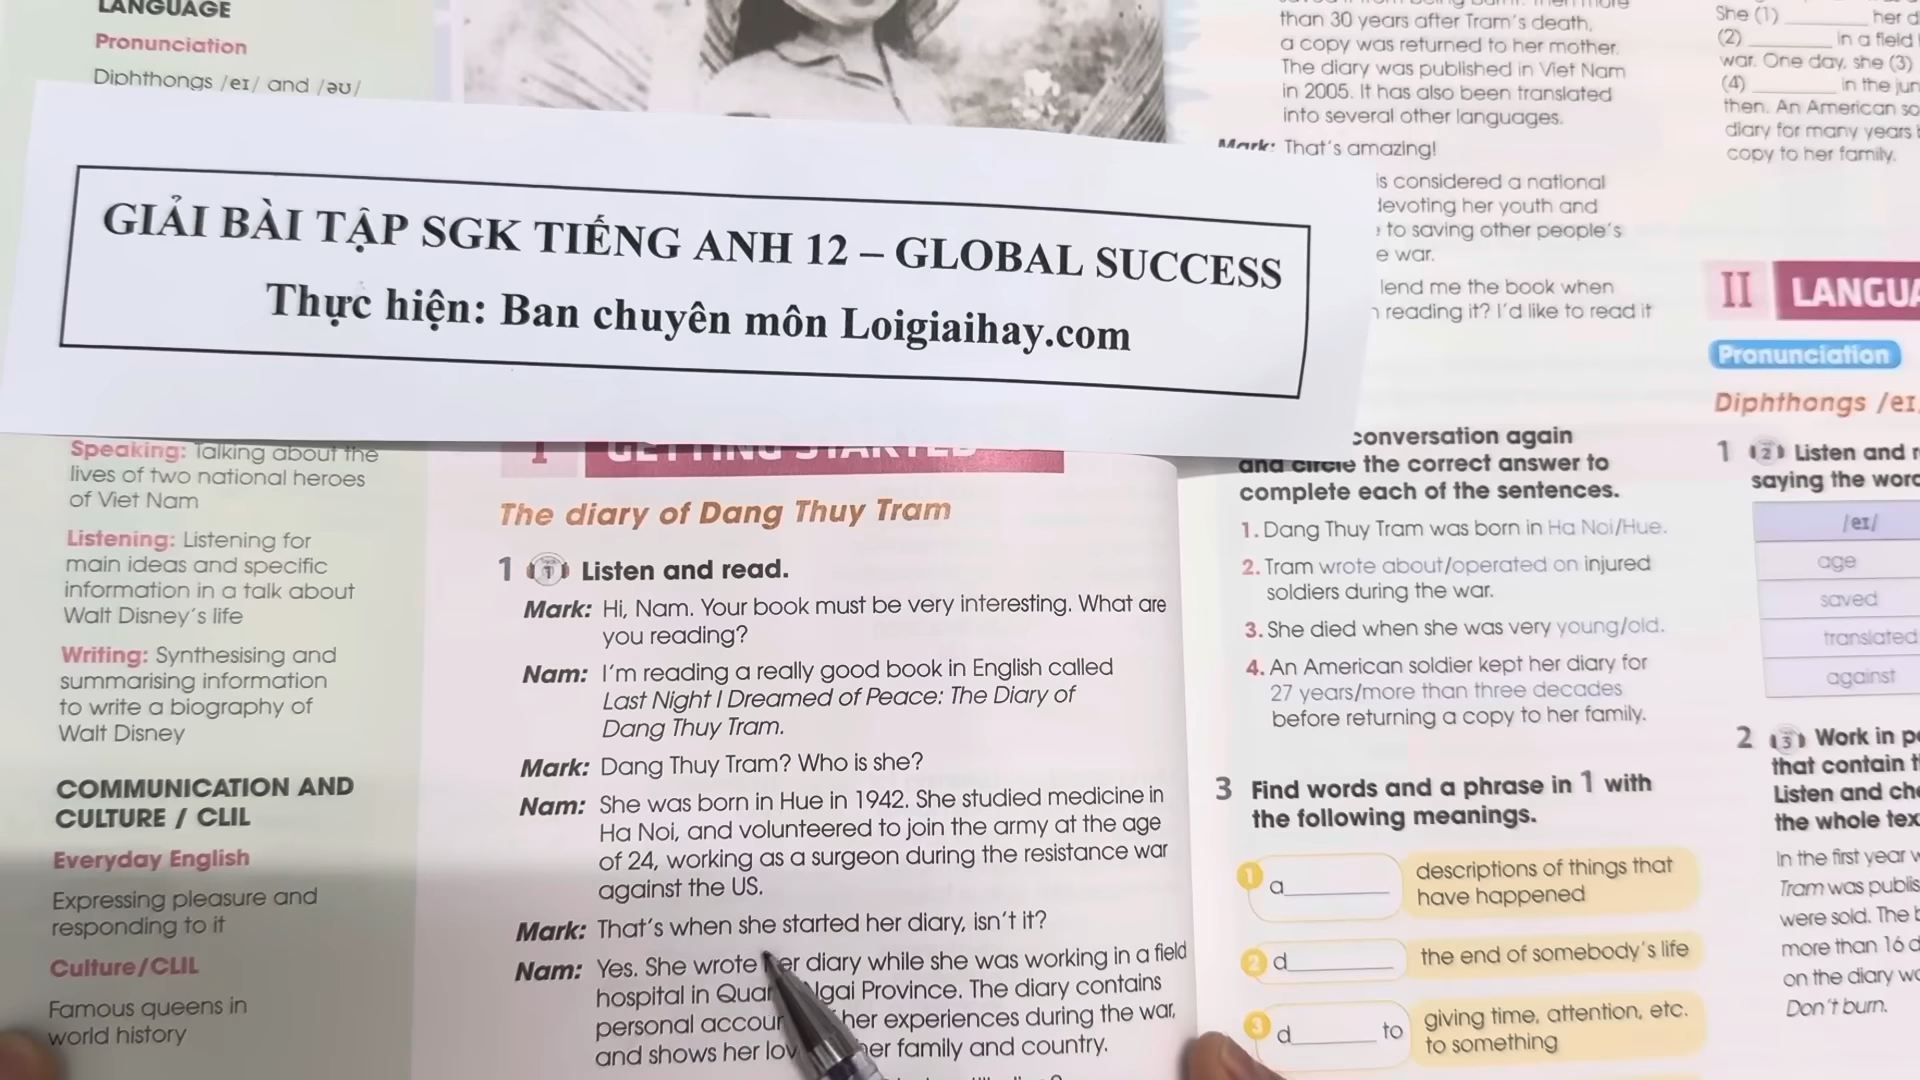 LANGUAGE
Pronunciation
Diphthongs /eɪ/ and /əʊ/
GIẢI BÀI TẬP SGK TIẾNG ANH 12 – GLOBAL SUCCESS
Thực hiện: Ban chuyên môn Loigiaihay.com
Speaking: Talking about the
lives of two national heroes
of Viet Nam
Listening: Listening for
main ideas and specific
information in a talk about
Walt Disney's life
Writing: Synthesising and
summarising information
to write a biography of
Walt Disney
COMMUNICATION AND
CULTURE / CLIL
Everyday English
Expressing pleasure and
responding to it
Culture/CLIL
Famous queens in
world history
I GETTING STARTED
The diary of Dang Thuy Tram
1 Listen and read.
Mark: Hi, Nam. Your book must be very interesting. What are
you reading?
Nam: I'm reading a really good book in English called
Last Night I Dreamed of Peace: The Diary of
Dang Thuy Tram.
Mark: Dang Thuy Tram? Who is she?
Nam: She was born in Hue in 1942. She studied medicine in
Ha Noi, and volunteered to join the army at the age
of 24, working as a surgeon during the resistance war
against the US.
Mark: That's when she started her diary, isn't it?
Nam: Yes. She wrote her diary while she was working in a field
hospital in Quang Ngai Province. The diary contains
personal accoun her experiences during the war,
and shows her lov her family and country.
than 30 years after Tram's death,
a copy was returned to her mother.
The diary was published in Viet Nam
in 2005. It has also been translated
into several other languages.
Mark: That's amazing!
is considered a national
devoting her youth and
to saving other people's
e war.
lend me the book when
reading it? I'd like to read it
conversation again
and circle the correct answer to
complete each of the sentences.
1. Dang Thuy Tram was born in Ha Noi/Hue.
2. Tram wrote about/operated on injured
soldiers during the war.
3. She died when she was very young/old.
4. An American soldier kept her diary for
27 years/more than three decades
before returning a copy to her family.
3 Find words and a phrase in 1 with
the following meanings.
1 a________ descriptions of things that
have happened
2 d________ the end of somebody's life
3 d________ to giving time, attention, etc.
to something
She (1) ________ her d
(2) ________ in a field
war. One day, she (3)
(4) ________ in the jun
then. An American so
diary for many years
copy to her family.
II LANGUA
Pronunciation
Diphthongs /eɪ
1 2 Listen and r
saying the word
/eɪ/
age
saved
translated
against
2 3 Work in p
that contain t
Listen and che
the whole tex
In the first year w
Tram was publis
were sold. The b
more than 16 d
on the diary wa
Don't burn.